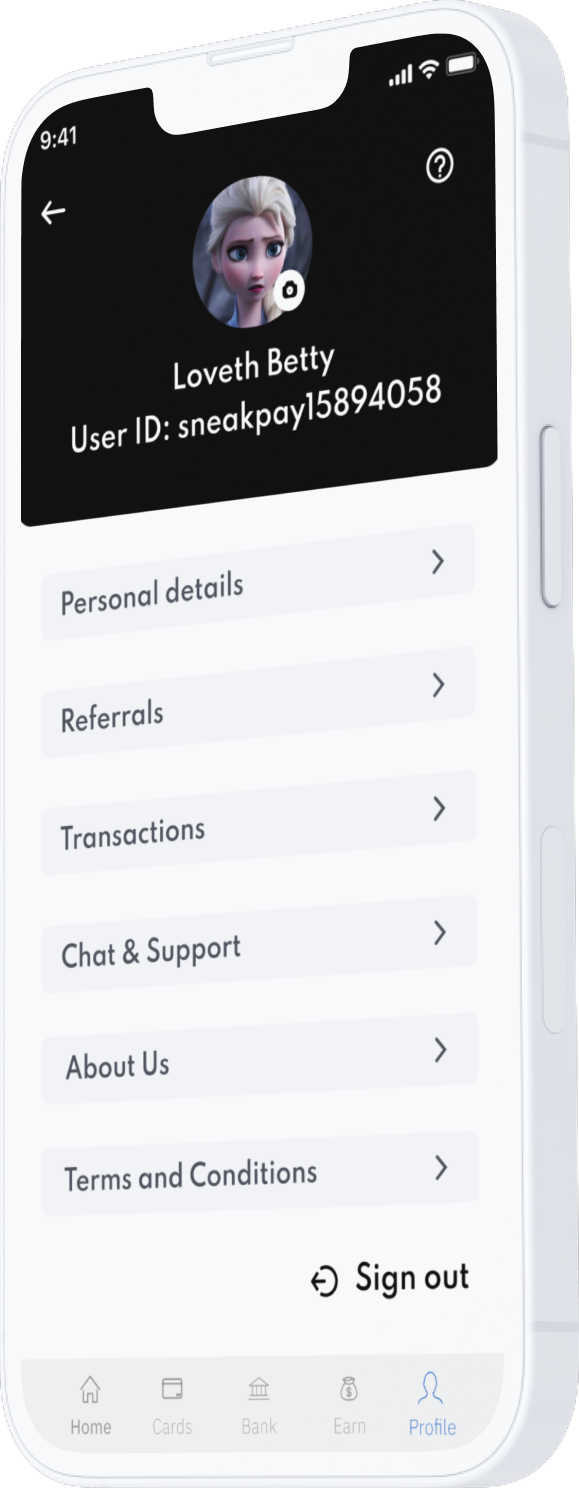 9:41
Loveth Betty
User ID: sneakpay15894058
Personal details
Referrals
Transactions
Chat & Support
About Us
Terms and Conditions
Sign out
Home Cards Bank Earn Profile